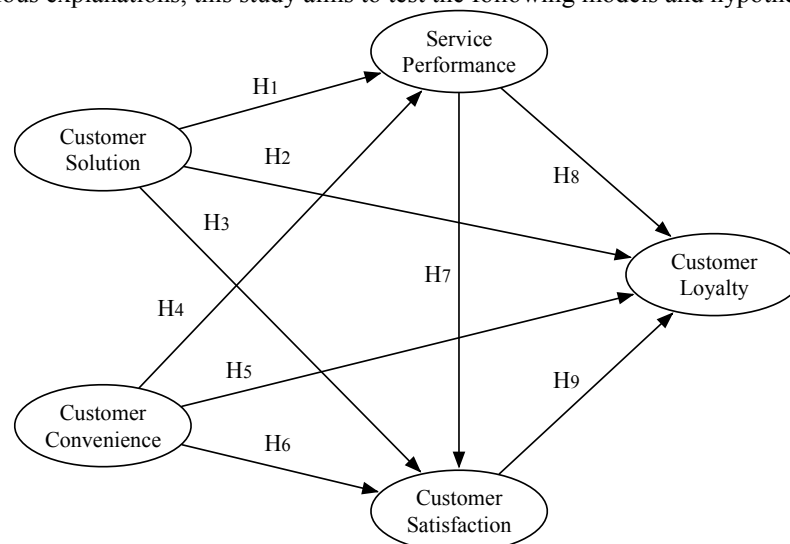 ious explanations, this study aims to test the following models and hypothe
Service
Performance
H1
Customer
Solution
H2
H8
H3
Customer
Loyalty
H7
H4
H5
H9
Customer
Convenience
H6
Customer
Satisfaction